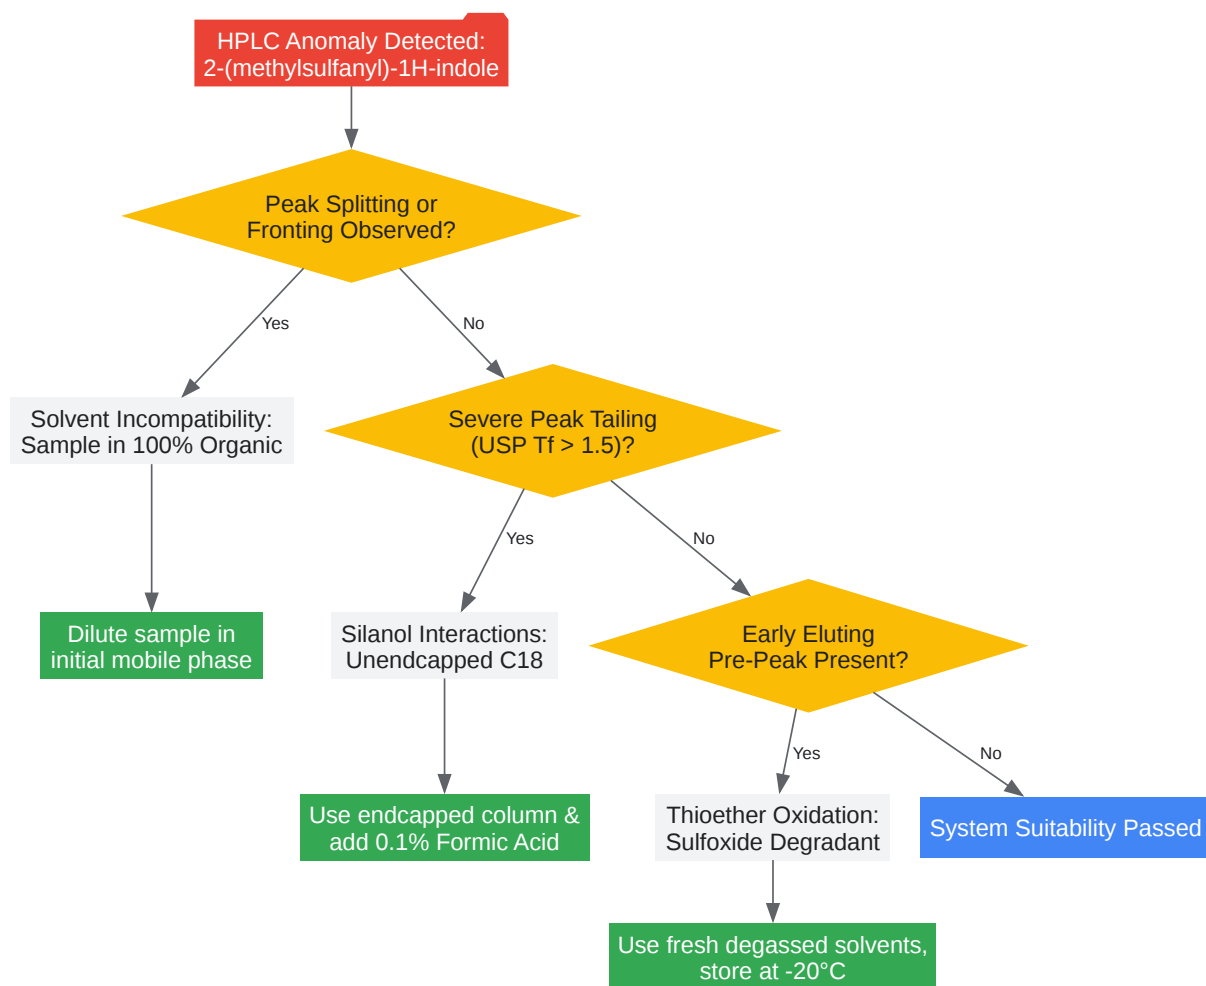 HPLC Anomaly Detected:
2-(methylsulfanyl)-1H-indole
Peak Splitting or
Fronting Observed?
Yes
No
Solvent Incompatibility:
Sample in 100% Organic
Severe Peak Tailing
(USP Tf > 1.5)?
Yes
No
Dilute sample in
initial mobile phase
Silanol Interactions:
Unendcapped C18
Early Eluting
Pre-Peak Present?
Yes
No
Use endcapped column &
add 0.1% Formic Acid
Thioether Oxidation:
Sulfoxide Degradant
System Suitability Passed
Use fresh degassed solvents,
store at -20°C